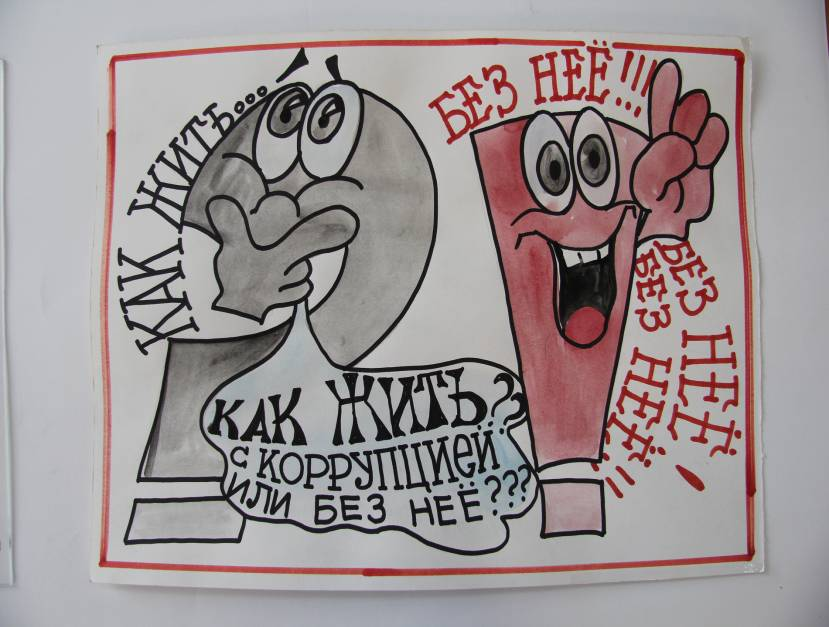 КАК ЖИТЬ...
БЕЗ НЕЁ!!!
КАК ЖИТЬ??
С КОРРУПЦИЕЙ
ИЛИ БЕЗ НЕЁ???
БЕЗ НЕЁ!
БЕЗ НЕЁ!!